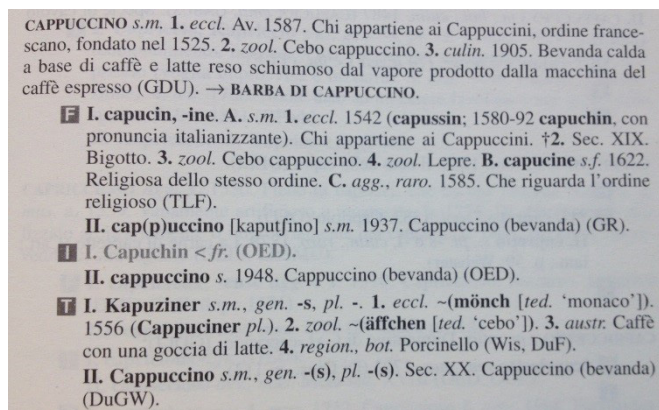 CAPPUCCINO s.m. 1. eccl. Av. 1587. Chi appartiene ai Cappuccini, ordine france-
scano, fondato nel 1525. 2. zool. Cebo cappuccino. 3. culin. 1905. Bevanda calda
a base di caffè e latte reso schiumoso dal vapore prodotto dalla macchina del
caffè espresso (GDU). → BARBA DI CAPPUCCINO.
F I. capucin, -ine. A. s.m. 1. eccl. 1542 (capussin; 1580-92 capuchin, con
pronuncia italianizzante). Chi appartiene ai Cappuccini. †2. Sec. XIX.
Bigotto. 3. zool. Cebo cappuccino. 4. zool. Lepre. B. capucine s.f. 1622.
Religiosa dello stesso ordine. C. agg., raro. 1585. Che riguarda l'ordine
religioso (TLF).
II. cap(p)uccino [kaputʃino] s.m. 1937. Cappuccino (bevanda) (GR).
I I. Capuchin < fr. (OED).
II. cappuccino s. 1948. Cappuccino (bevanda) (OED).
T I. Kapuziner s.m., gen. -s, pl. -. 1. eccl. ~(mönch [ted. 'monaco']).
1556 (Cappuciner pl.). 2. zool. ~(äffchen [ted. 'cebo']). 3. austr. Caffè
con una goccia di latte. 4. region., bot. Porcinello (Wis, DuF).
II. Cappuccino s.m., gen. -(s), pl. -(s). Sec. XX. Cappuccino (bevanda)
(DuGW).